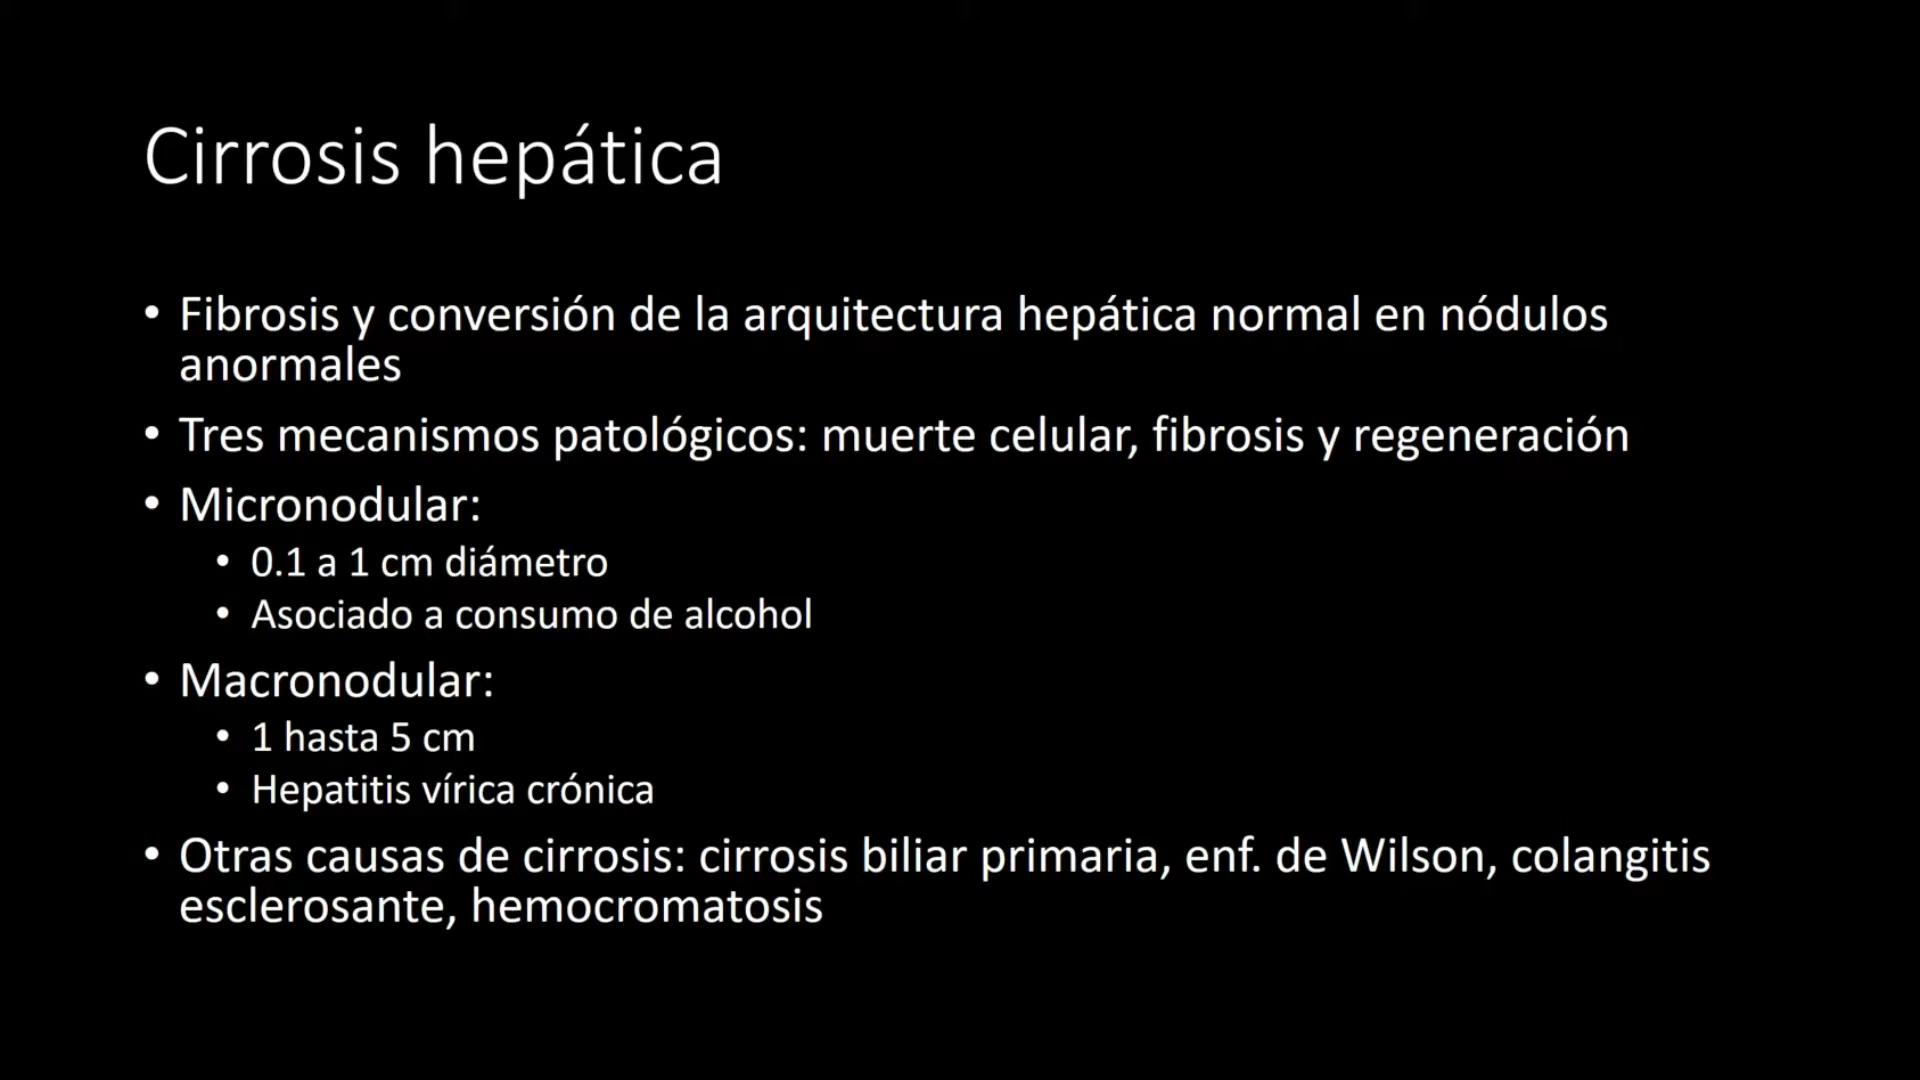 Cirrosis hepática
• Fibrosis y conversión de la arquitectura hepática normal en nódulos
anormales
• Tres mecanismos patológicos: muerte celular, fibrosis y regeneración
• Micronodular:
• 0.1 a 1 cm diámetro
• Asociado a consumo de alcohol
• Macronodular:
• 1 hasta 5 cm
• Hepatitis vírica crónica
• Otras causas de cirrosis: cirrosis biliar primaria, enf. de Wilson, colangitis
esclerosante, hemocromatosis